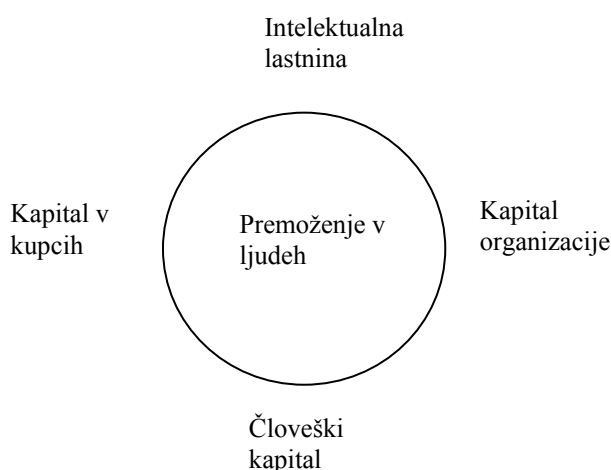 Intelektualna
lastnina
Kapital v
kupcih
Premoženje v
ljudeh
Kapital
organizacije
Človeški
kapital